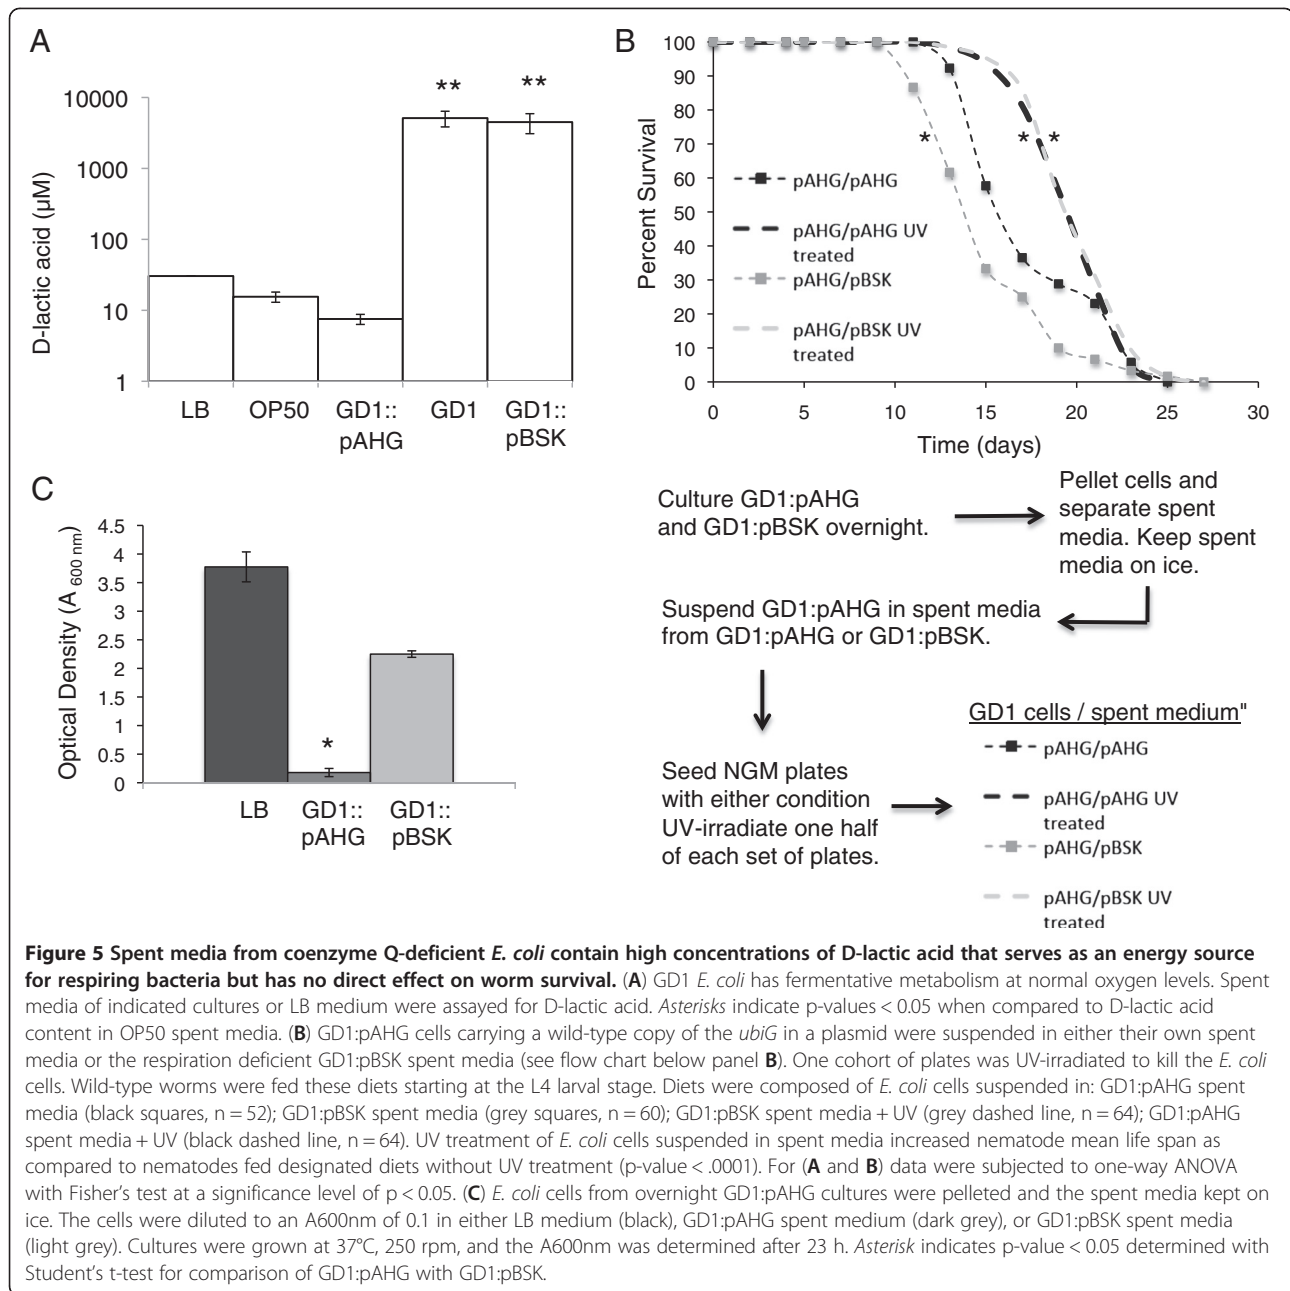 A
**
**
10000
1000
100
10
1
D-lactic acid (µM)
LB
OP50
GD1::
pAHG
GD1
GD1::
pBSK
B
100
90
80
70
60
50
40
30
20
10
0
Percent Survival
*
*
*
pAHG/pAHG
pAHG/pAHG UV
treated
pAHG/pBSK
pAHG/pBSK UV
treated
0
5
10
15
20
25
30
Time (days)
C
4.5
4
3.5
3
2.5
2
1.5
1
0.5
0
Optical Density (A 600 nm)
*
LB
GD1::
pAHG
GD1::
pBSK
Culture GD1:pAHG
and GD1:pBSK overnight.
Pellet cells and
separate spent
media. Keep spent
media on ice.
Suspend GD1:pAHG in spent media
from GD1:pAHG or GD1:pBSK.
Seed NGM plates
with either condition
UV-irradiate one half
of each set of plates.
GD1 cells / spent medium"
pAHG/pAHG
pAHG/pAHG UV
treated
pAHG/pBSK
pAHG/pBSK UV
treated
Figure 5 Spent media from coenzyme Q-deficient E. coli contain high concentrations of D-lactic acid that serves as an energy source
for respiring bacteria but has no direct effect on worm survival. (A) GD1 E. coli has fermentative metabolism at normal oxygen levels. Spent
media of indicated cultures or LB medium were assayed for D-lactic acid. Asterisks indicate p-values < 0.05 when compared to D-lactic acid
content in OP50 spent media. (B) GD1:pAHG cells carrying a wild-type copy of the ubiG in a plasmid were suspended in either their own spent
media or the respiration deficient GD1:pBSK spent media (see flow chart below panel B). One cohort of plates was UV-irradiated to kill the E. coli
cells. Wild-type worms were fed these diets starting at the L4 larval stage. Diets were composed of E. coli cells suspended in: GD1:pAHG spent
media (black squares, n = 52); GD1:pBSK spent media (grey squares, n = 60); GD1:pBSK spent media + UV (grey dashed line, n = 64); GD1:pAHG
spent media + UV (black dashed line, n = 64). UV treatment of E. coli cells suspended in spent media increased nematode mean life span as
compared to nematodes fed designated diets without UV treatment (p-value < .0001). For (A and B) data were subjected to one-way ANOVA
with Fisher's test at a significance level of p < 0.05. (C) E. coli cells from overnight GD1:pAHG cultures were pelleted and the spent media kept on
ice. The cells were diluted to an A600nm of 0.1 in either LB medium (black), GD1:pAHG spent medium (dark grey), or GD1:pBSK spent media
(light grey). Cultures were grown at 37°C, 250 rpm, and the A600nm was determined after 23 h. Asterisk indicates p-value < 0.05 determined with
Student's t-test for comparison of GD1:pAHG with GD1:pBSK.